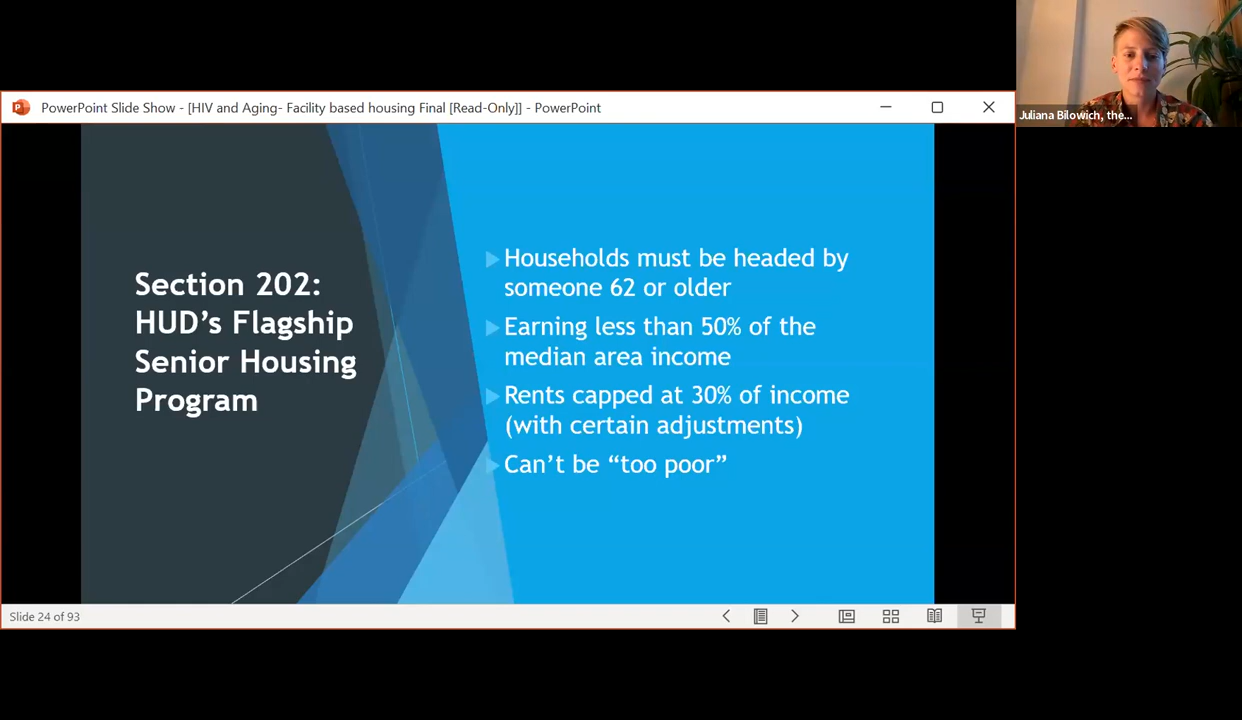 PowerPoint Slide Show - [HIV and Aging- Facility based housing Final [Read-Only]] - PowerPoint
Juliana Bilowich, the...
Section 202:
HUD's Flagship
Senior Housing
Program
Households must be headed by
someone 62 or older
Earning less than 50% of the
median area income
Rents capped at 30% of income
(with certain adjustments)
Can't be "too poor"
Slide 24 of 93